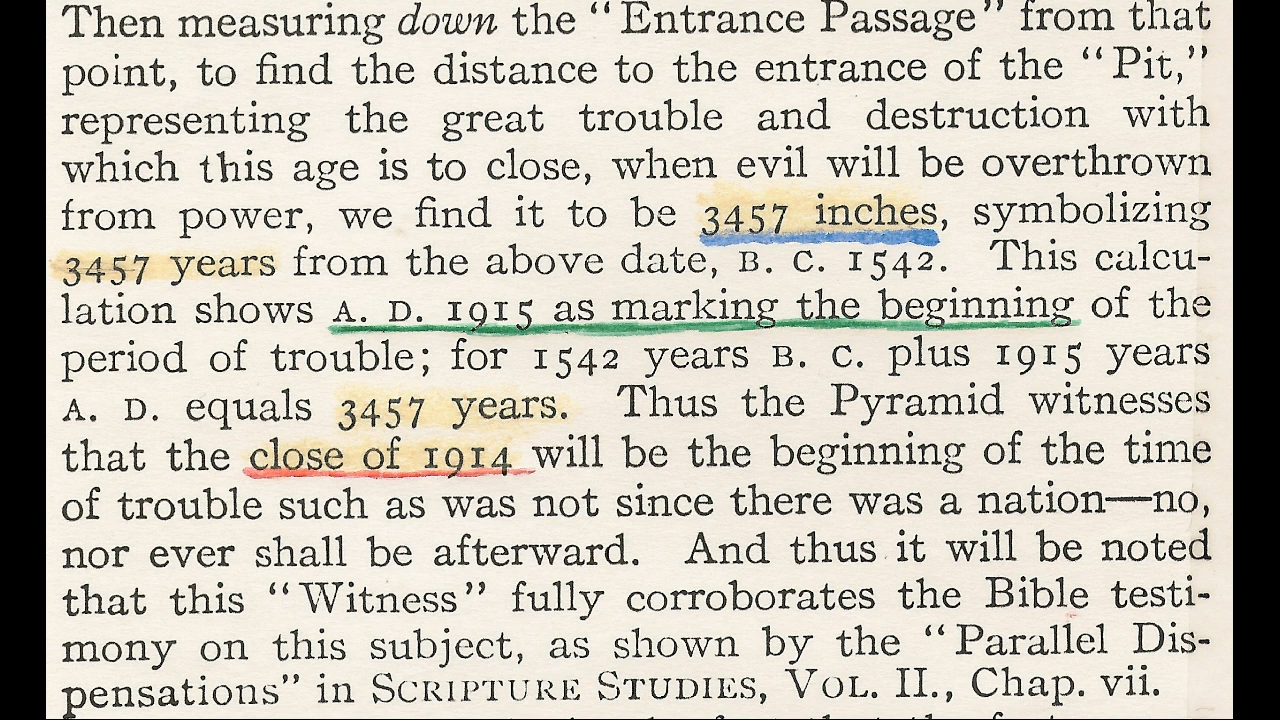 Then measuring down the “Entrance Passage” from that
point, to find the distance to the entrance of the “Pit,”
representing the great trouble and destruction with
which this age is to close, when evil will be overthrown
from power, we find it to be 3457 inches, symbolizing
3457 years from the above date, B. C. 1542. This calcu-
lation shows A. D. 1915 as marking the beginning of the
period of trouble; for 1542 years B. C. plus 1915 years
A. D. equals 3457 years. Thus the Pyramid witnesses
that the close of 1914 will be the beginning of the time
of trouble such as was not since there was a nation—no,
nor ever shall be afterward. And thus it will be noted
that this “Witness” fully corroborates the Bible testi-
mony on this subject, as shown by the “Parallel Dis-
pensations” in SCRIPTURE STUDIES, VOL. II., Chap. vii.